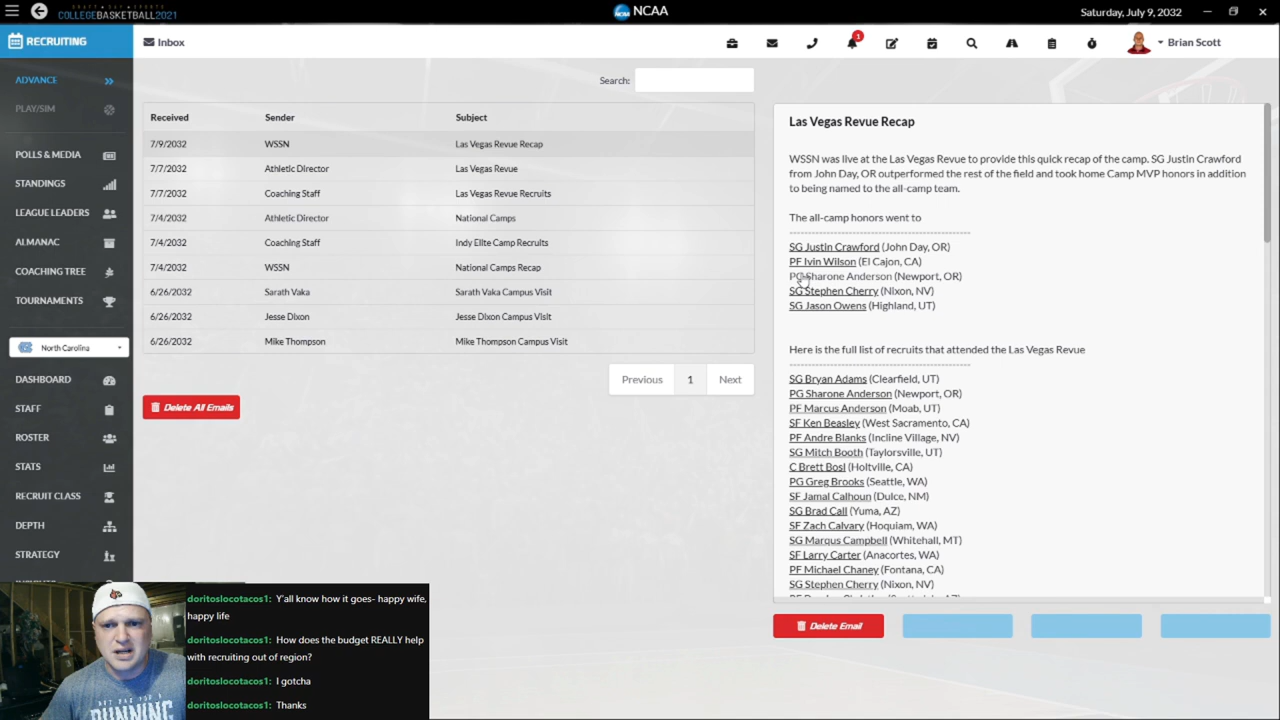 DRAFT DAY SPORTS
COLLEGE BASKETBALL 2021
NCAA
Saturday, July 9, 2032
RECRUITING
Inbox
1
Brian Scott
ADVANCE
PLAY/SIM
POLLS & MEDIA
STANDINGS
LEAGUE LEADERS
ALMANAC
COACHING TREE
TOURNAMENTS
North Carolina
DASHBOARD
STAFF
ROSTER
STATS
RECRUIT CLASS
DEPTH
STRATEGY
Search:
Received Sender Subject
7/9/2032 WSSN Las Vegas Revue Recap
7/7/2032 Athletic Director Las Vegas Revue
7/7/2032 Coaching Staff Las Vegas Revue Recruits
7/4/2032 Athletic Director National Camps
7/4/2032 Coaching Staff Indy Elite Camp Recruits
7/4/2032 WSSN National Camps Recap
6/26/2032 Sarath Vaka Sarath Vaka Campus Visit
6/26/2032 Jesse Dixon Jesse Dixon Campus Visit
6/26/2032 Mike Thompson Mike Thompson Campus Visit
Previous 1 Next
Delete All Emails
Las Vegas Revue Recap
WSSN was live at the Las Vegas Revue to provide this quick recap of the camp. SG Justin Crawford
from John Day, OR outperformed the rest of the field and took home Camp MVP honors in addition
to being named to the all-camp team.
The all-camp honors went to
--------------------------------------------------
SG Justin Crawford (John Day, OR)
PF Ivin Wilson (El Cajon, CA)
PG Sharone Anderson (Newport, OR)
SG Stephen Cherry (Nixon, NV)
SG Jason Owens (Highland, UT)
Here is the full list of recruits that attended the Las Vegas Revue
--------------------------------------------------
SG Bryan Adams (Clearfield, UT)
PG Sharone Anderson (Newport, OR)
PF Marcus Anderson (Moab, UT)
SF Ken Beasley (West Sacramento, CA)
PF Andre Blanks (Incline Village, NV)
SG Mitch Booth (Taylorsville, UT)
C Brett Bosl (Holtville, CA)
PG Greg Brooks (Seattle, WA)
SF Jamal Calhoun (Dulce, NM)
SG Brad Call (Yuma, AZ)
SF Zach Calvary (Hoquiam, WA)
SG Marqus Campbell (Whitehall, MT)
SF Larry Carter (Anacortes, WA)
PF Michael Chaney (Fontana, CA)
SG Stephen Cherry (Nixon, NV)
Delete Email
doritoslocotacos1: Y'all know how it goes- happy wife,
happy life
doritoslocotacos1: How does the budget REALLY help
with recruiting out of region?
doritoslocotacos1: I gotcha
doritoslocotacos1: Thanks
RUNNING